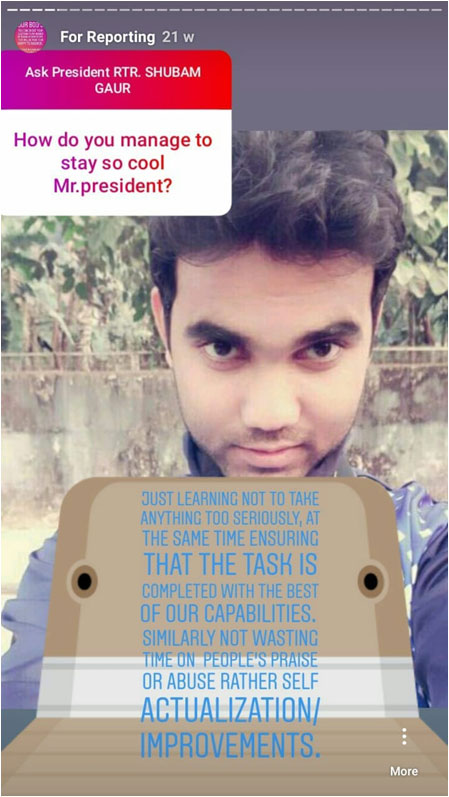 For Reporting 21 w
Ask President RTR. SHUBAM
GAUR
How do you manage to
stay so cool
Mr.president?
JUST LEARNING NOT TO TAKE
ANYTHING TOO SERIOUSLY, AT
THE SAME TIME ENSURING
THAT THE TASK IS
COMPLETED WITH THE BEST
OF OUR CAPABILITIES.
SIMILARLY NOT WASTING
TIME ON PEOPLE'S PRAISE
OR ABUSE RATHER SELF
ACTUALIZATION/
IMPROVEMENTS.
More